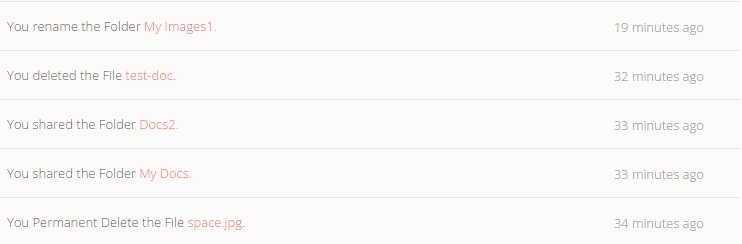 You rename the Folder My Images1. 19 minutes ago
You deleted the File test-doc. 32 minutes ago
You shared the Folder Docs2. 33 minutes ago
You shared the Folder My Docs. 33 minutes ago
You Permanent Delete the File space.jpg. 34 minutes ago